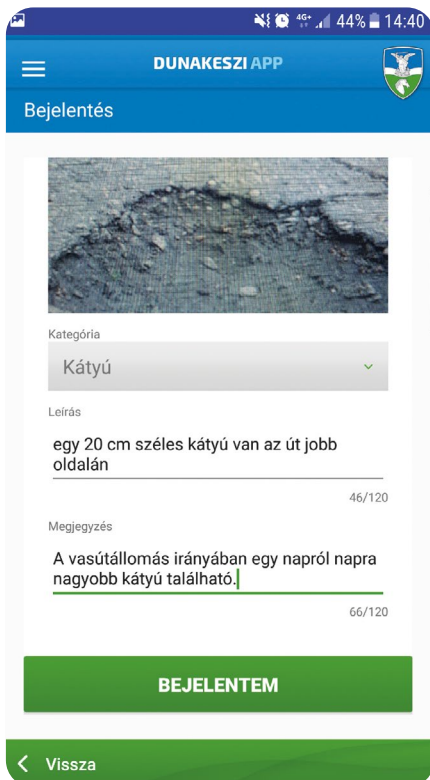 4G+ 44% 14:40
DUNAKESZI APP
Bejelentés
Kategória
Kátyú
Leírás
egy 20 cm széles kátyú van az út jobb
oldalán
46/120
Megjegyzés
A vasútállomás irányában egy napról napra
nagyobb kátyú található.
66/120
BEJELENTEM
Vissza